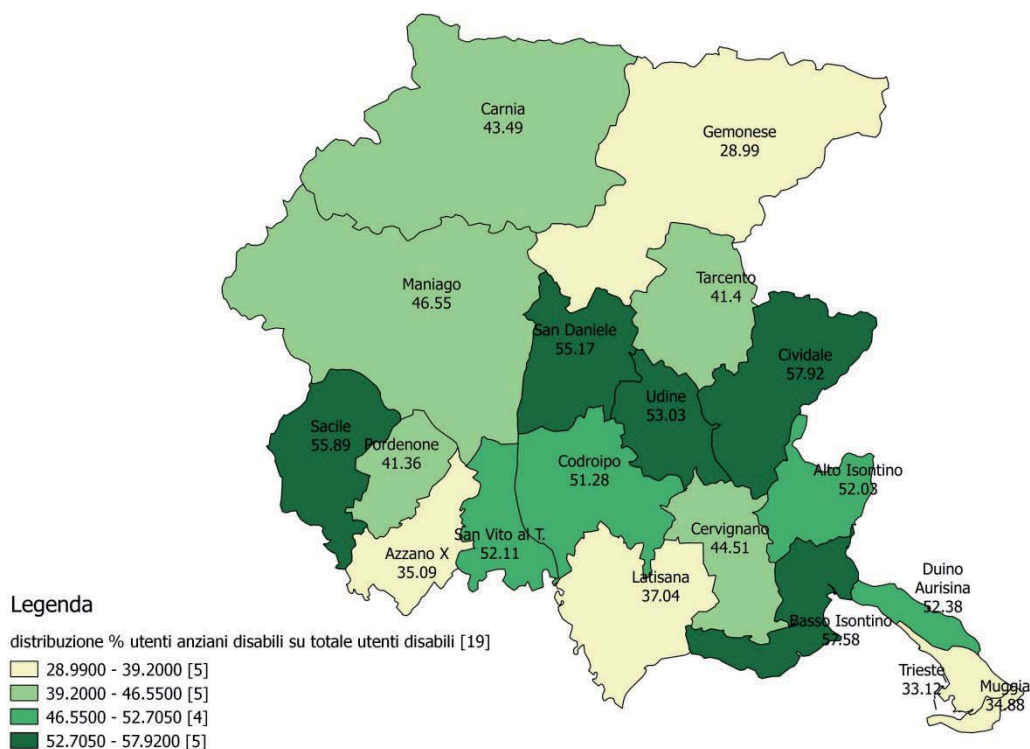 Carnia
43.49
Gemonese
28.99
Maniago
46.55
Tarcento
41.4
San Daniele
55.17
Cividale
57.92
Udine
53.03
Sacile
55.89
Pordenone
41.36
Codroipo
51.28
Alto Isontino
52.03
San Vito al T.
52.11
Cervignano
44.51
Azzano X
35.09
Latisana
37.04
Duino
Aurisina
52.38
Basso Isontino
57.58
Trieste
33.12
Muggia
34.88
Legenda
distribuzione % utenti anziani disabili su totale utenti disabili [19]
28.9900 - 39.2000 [5]
39.2000 - 46.5500 [5]
46.5500 - 52.7050 [4]
52.7050 - 57.9200 [5]